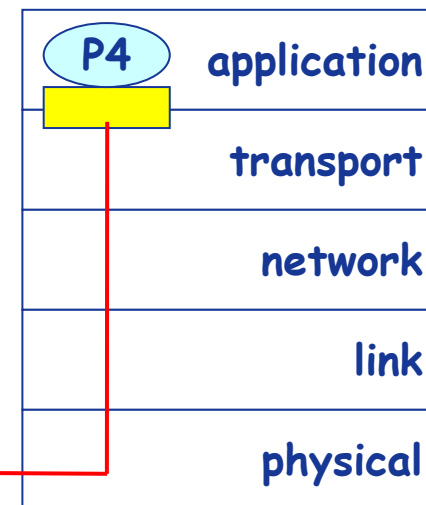 P4 application
transport
network
link
physical